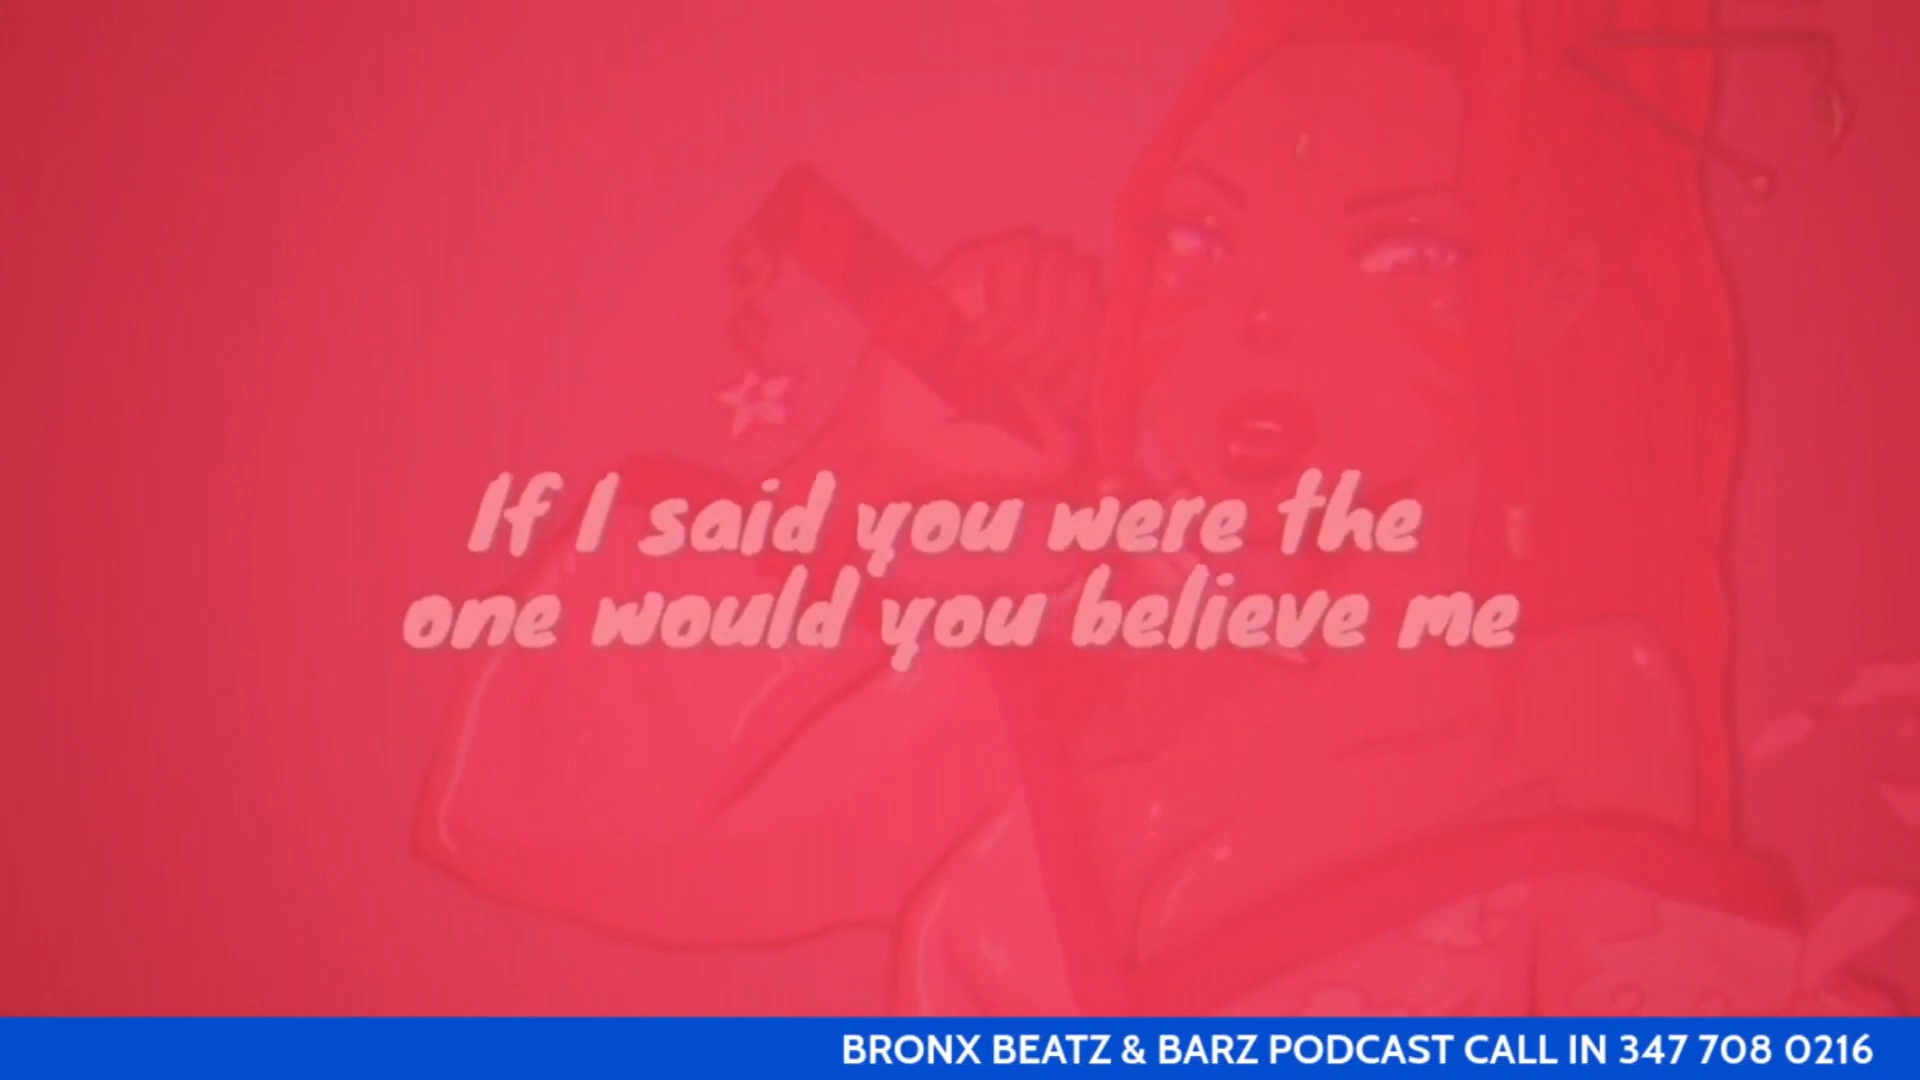 If I said you were the
one would you believe me
BRONX BEATZ & BARZ PODCAST CALL IN 347 708 0216